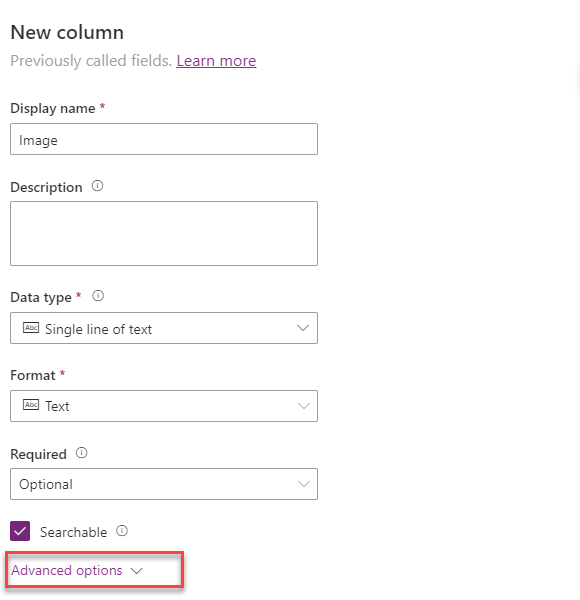 New column
Previously called fields. Learn more
Display name *
Image
Description
Data type *
Abc Single line of text
Format *
Abc Text
Required
Optional
Searchable
Advanced options